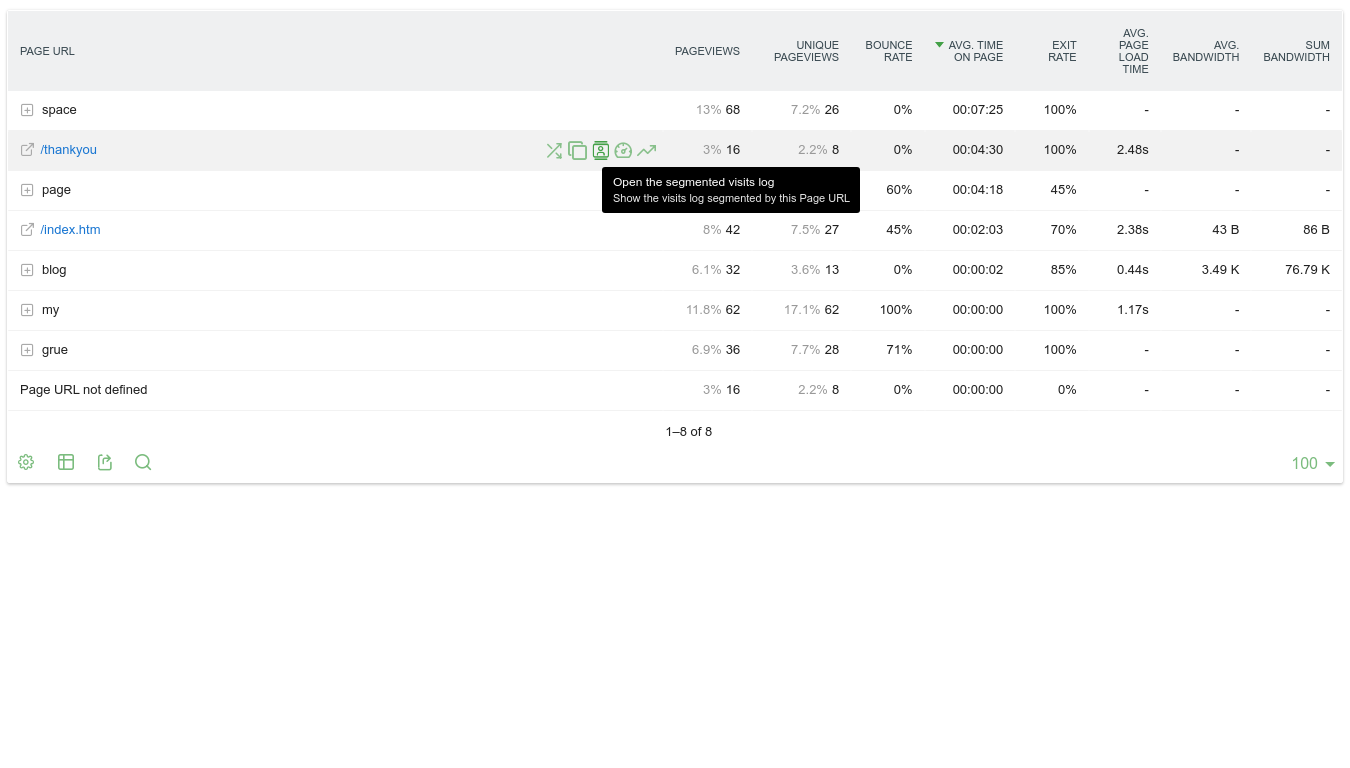 PAGE URL PAGEVIEWS UNIQUE PAGEVIEWS BOUNCE RATE AVG. TIME ON PAGE EXIT RATE AVG. PAGE LOAD TIME AVG. BANDWIDTH SUM BANDWIDTH
space 13% 68 7.2% 26 0% 00:07:25 100% - - -
/thankyou 3% 16 2.2% 8 0% 00:04:30 100% 2.48s - -
Open the segmented visits log
Show the visits log segmented by this Page URL
page 60% 00:04:18 45% - - -
/index.htm 8% 42 7.5% 27 45% 00:02:03 70% 2.38s 43 B 86 B
blog 6.1% 32 3.6% 13 0% 00:00:02 85% 0.44s 3.49 K 76.79 K
my 11.8% 62 17.1% 62 100% 00:00:00 100% 1.17s - -
grue 6.9% 36 7.7% 28 71% 00:00:00 100% - - -
Page URL not defined 3% 16 2.2% 8 0% 00:00:00 0% - - -
1–8 of 8
100